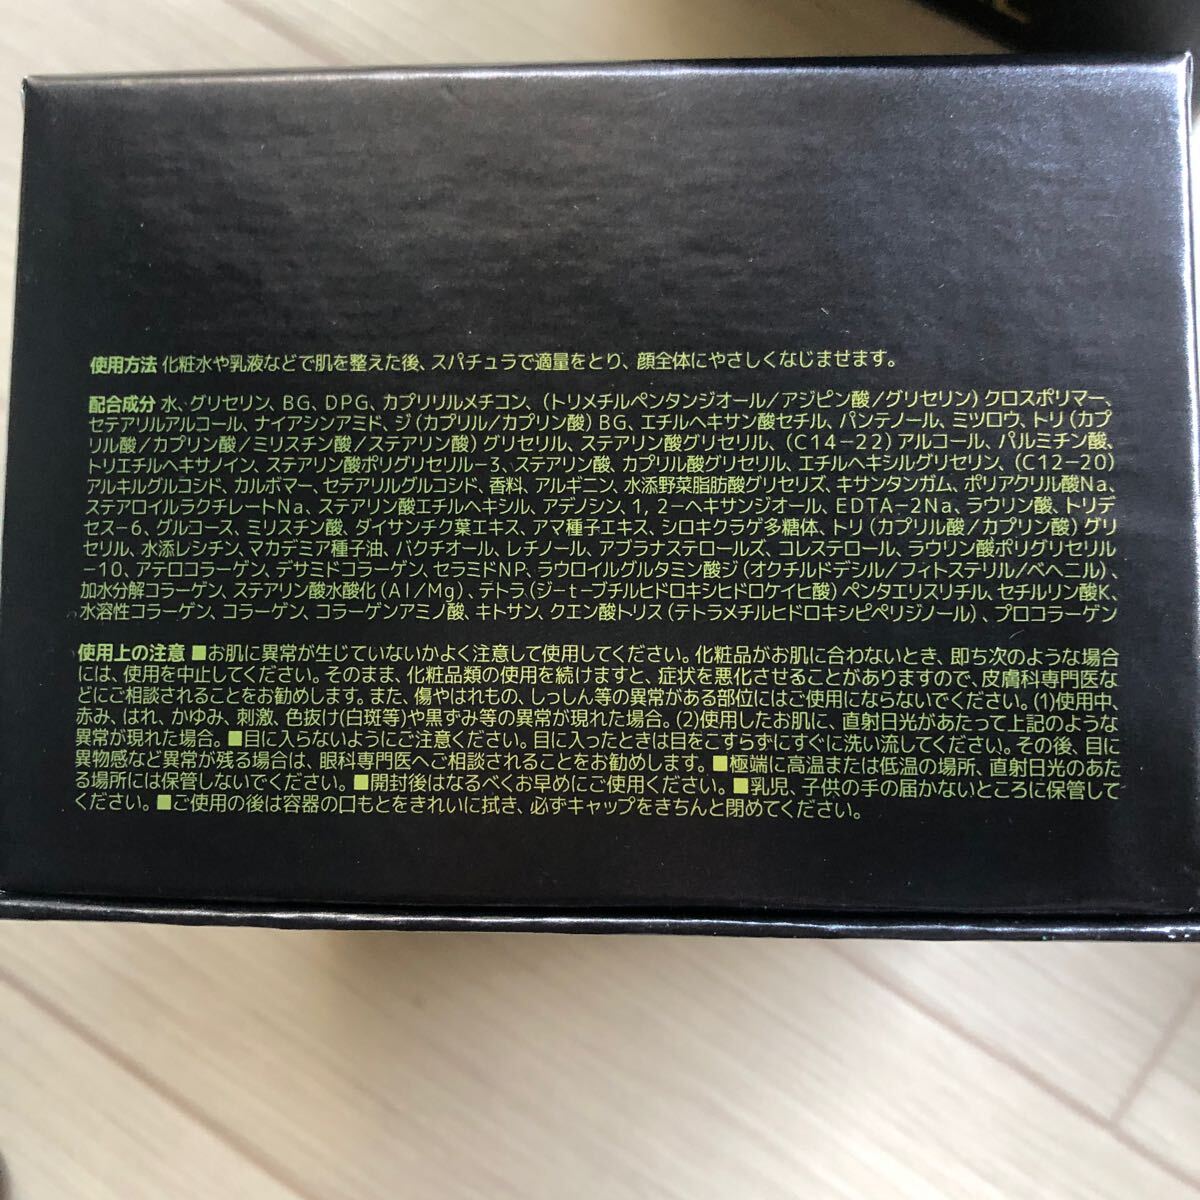 使用方法 化粧水や乳液などで肌を整えた後、スパチュラで適量をとり、顔全体にやさしくなじませます。
配合成分 水、グリセリン、BG、DPG、カプリリルメチコン、(トリメチルペンタンジオール/アジピン酸/グリセリン)クロスポリマー、
セテアリルアルコール、ナイアシンアミド、ジ(カプリル/カプリン酸)BG、エチルヘキサン酸セチル、パンテノール、ミツロウ、トリ(カプ
リル酸/カプリン酸/ミリスチン酸/ステアリン酸)グリセリル、ステアリン酸グリセリル、(C14-22)アルコール、パルミチン酸、
トリエチルヘキサノイン、ステアリン酸ポリグリセリル-3、ステアリン酸、カプリル酸グリセリル、エチルヘキシルグリセリン、(C12-20)
アルキルグルコシド、カルボマー、セテアリルグルコシド、香料、アルギニン、水添野菜脂肪酸グリセリズ、キサンタンガム、ポリアクリル酸Na、
ステアロイルラクチレートNa、ステアリン酸エチルヘキシル、アデノシン、1,2-ヘキサンジオール、EDTA-2Na、ラウリン酸、トリデ
セス-6、グルコース、ミリスチン酸、ダイサンチク葉エキス、アマ種子エキス、シロキクラゲ多糖体、トリ(カプリル酸/カプリン酸)グリ
セリル、水添レシチン、マカデミア種子油、バクチオール、レチノール、アブラナステロールズ、コレステロール、ラウリン酸ポリグリセリル
-10、アテロコラーゲン、デサミドコラーゲン、セラミドNP、ラウロイルグルタミン酸ジ(オクチルドデシル/フィトステリル/ベヘニル)、
加水分解コラーゲン、ステアリン酸水酸化(Al/Mg)、テトラ(ジ-t-ブチルヒドロキシヒドロケイヒ酸)ペンタエリスリチル、セチルリン酸K、
水溶性コラーゲン、コラーゲン、コラーゲンアミノ酸、キトサン、クエン酸トリス(テトラメチルヒドロキシピペリジノール)、プロコラーゲン
使用上の注意 ■お肌に異常が生じていないかよく注意して使用してください。化粧品がお肌に合わないとき、即ち次のような場合
には、使用を中止してください。そのまま、化粧品類の使用を続けますと、症状を悪化させることがありますので、皮膚科専門医な
どにご相談されることをお勧めします。また、傷やはれもの、しっしん等の異常がある部位にはご使用にならないでください。(1)使用中、
赤み、はれ、かゆみ、刺激、色抜け(白斑等)や黒ずみ等の異常が現れた場合。(2)使用したお肌に、直射日光があたって上記のような
異常が現れた場合。■目に入らないようにご注意ください。目に入ったときは目をこすらずにすぐに洗い流してください。その後、目に
異物感など異常が残る場合は、眼科専門医へご相談されることをお勧めします。■極端に高温または低温の場所、直射日光のあた
る場所には保管しないでください。■開封後はなるべくお早めにご使用ください。■乳児、子供の手の届かないところに保管して
ください。■ご使用の後は容器の口もとをきれいに拭き、必ずキャップをきちんと閉めてください。